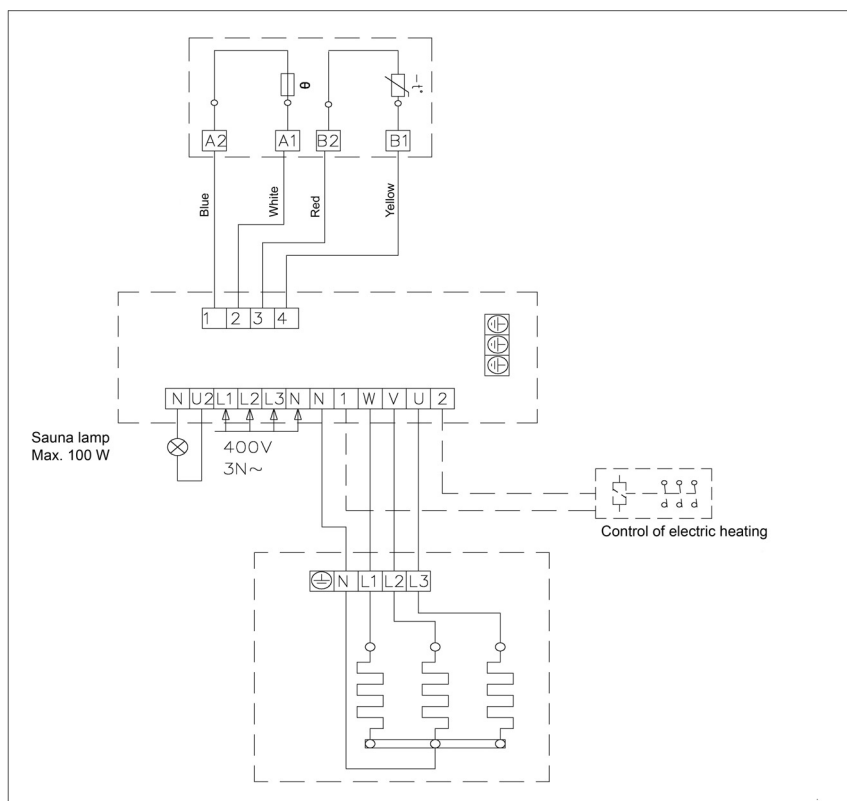 θ
-t°
A2 A1 B2 B1
Blue White Red Yellow
1 2 3 4
N U2 L1 L2 L3 N N 1 W V U 2
Sauna lamp
Max. 100 W
400V
3N~
Control of electric heating
N L1 L2 L3